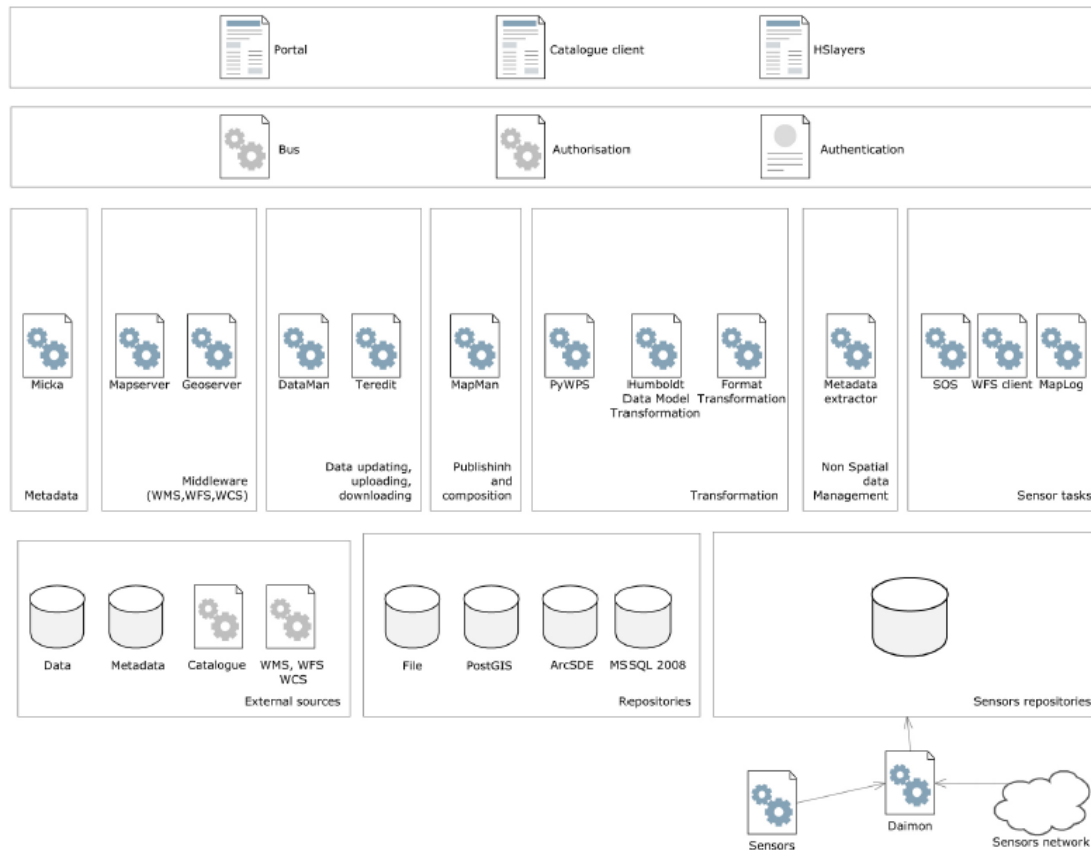 Portal
Catalogue client
HSlayers
Bus
Authorisation
Authentication
Micka
Metadata
Mapserver
Geoserver
Middleware
(WMS,WFS,WCS)
DataMan
Teredit
Data updating,
uploading,
downloading
MapMan
Publishinh
and
composition
PyWPS
Humboldt
Data Model
Transformation
Format
Transformation
Transformation
Metadata
extractor
Non Spatial
data
Management
SOS
WFS client
MapLog
Sensor tasks
Data
Metadata
Catalogue
WMS, WFS
WCS
External sources
File
PostGIS
ArcSDE
MS SQL 2008
Repositories
Sensors repositories
Sensors
Daimon
Sensors network